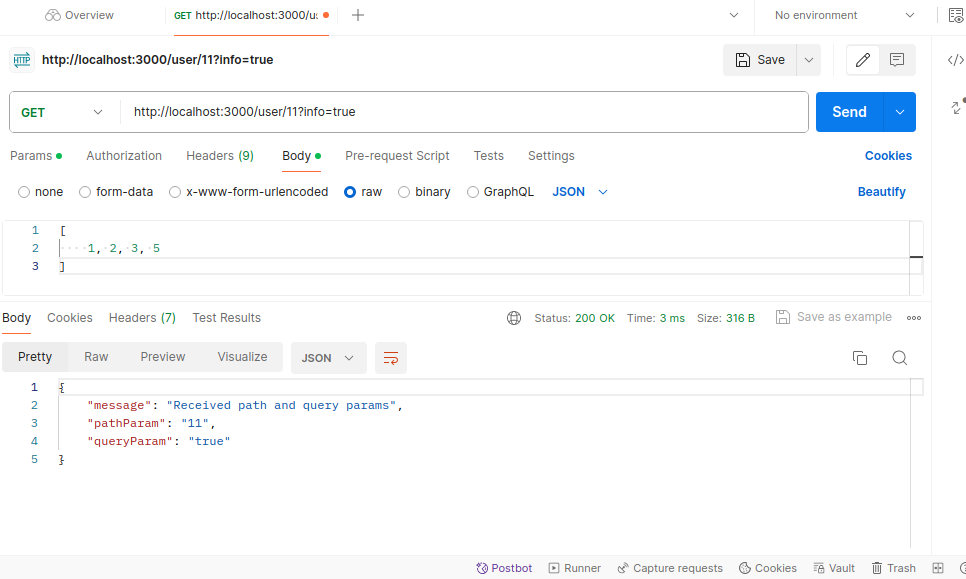 Overview
GET http://localhost:3000/us
No environment
HTTP http://localhost:3000/user/11?info=true
Save
GET http://localhost:3000/user/11?info=true
Send
Params Authorization Headers (9) Body Pre-request Script Tests Settings Cookies
none form-data x-www-form-urlencoded raw binary GraphQL JSON Beautify
1 [
2 1, 2, 3, 5
3 ]
Body Cookies Headers (7) Test Results Status: 200 OK Time: 3 ms Size: 316 B Save as example
Pretty Raw Preview Visualize JSON
1 {
2 "message": "Received path and query params",
3 "pathParam": "11",
4 "queryParam": "true"
5 }
Postbot Runner Capture requests Cookies Vault Trash